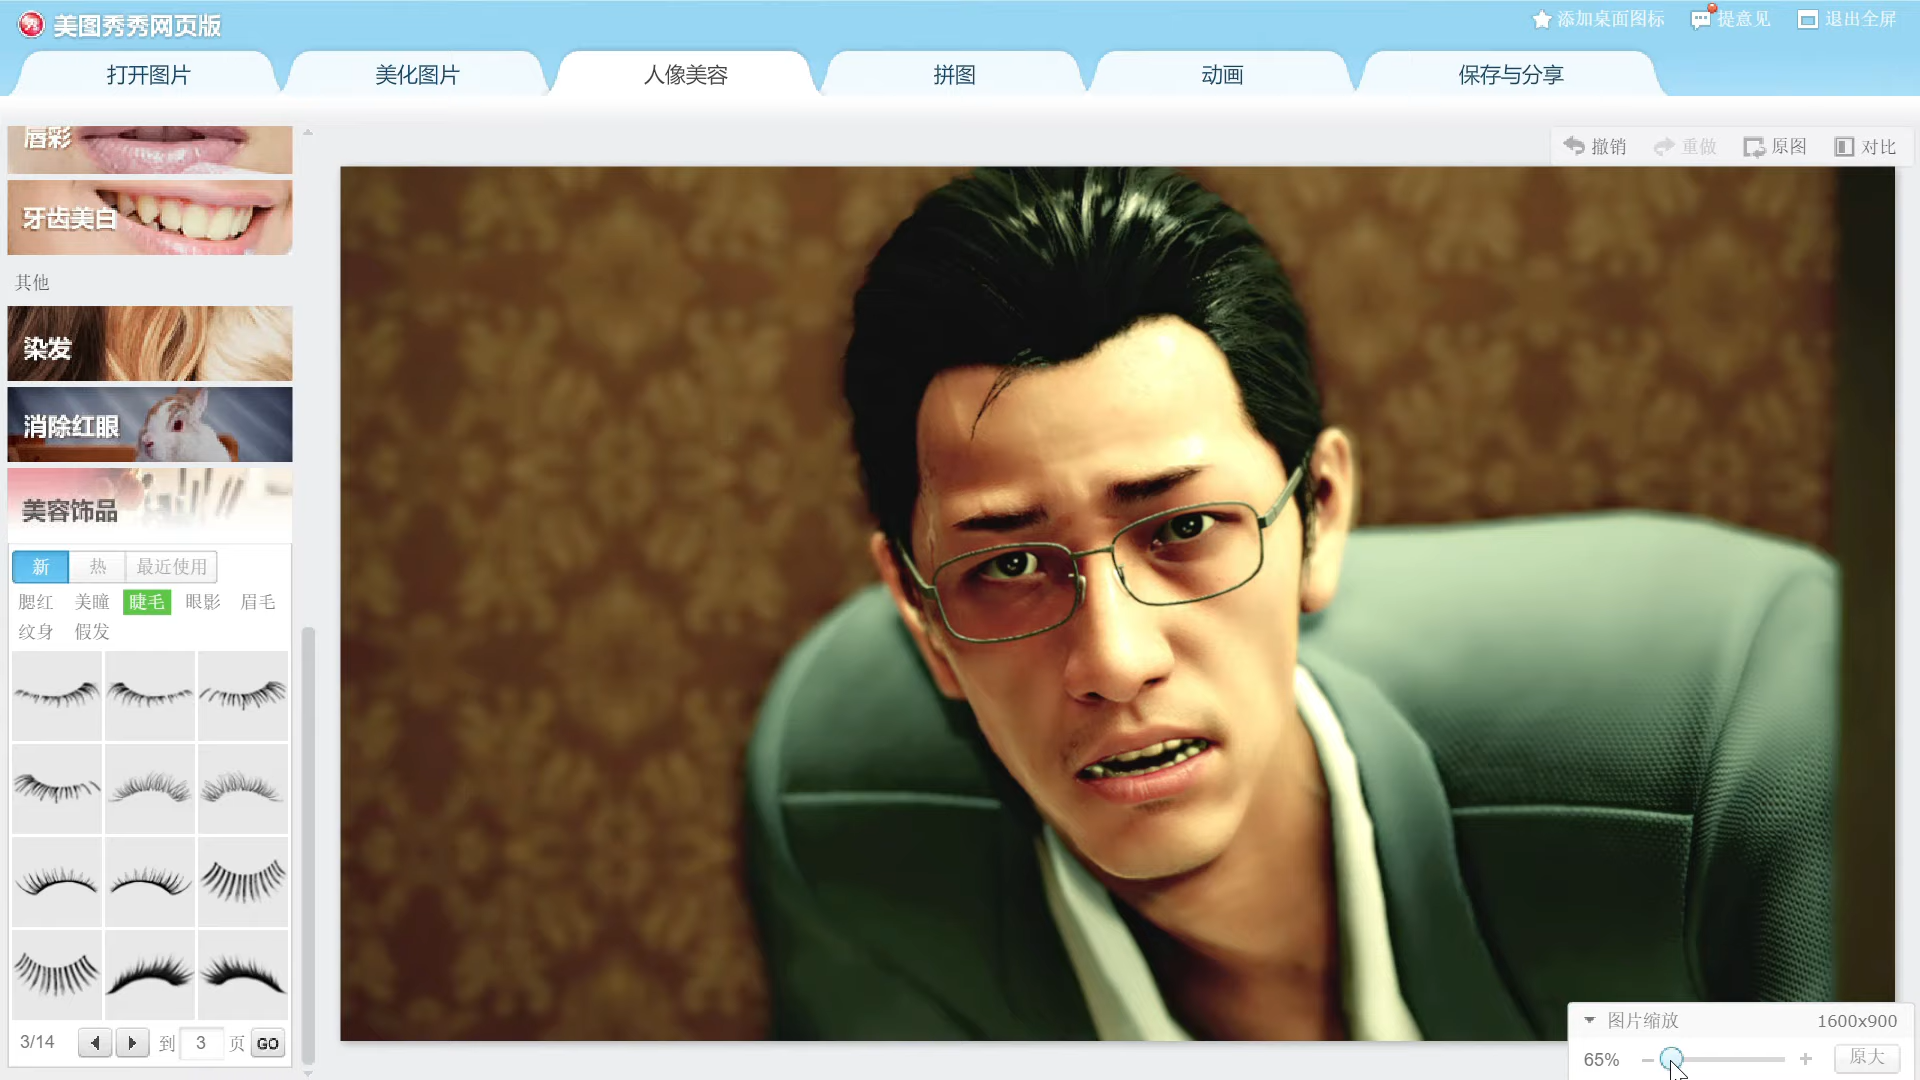 美图秀秀网页版
添加桌面图标 提意见 退出全屏
打开图片 美化图片 人像美容 拼图 动画 保存与分享
撤销 重做 原图 对比
唇彩
牙齿美白
其他
染发
消除红眼
美容饰品
新 热 最近使用
腮红 美瞳 睫毛 眼影 眉毛
纹身 假发
3/14 到 3 页 GO
图片缩放 1600x900
65% 原大